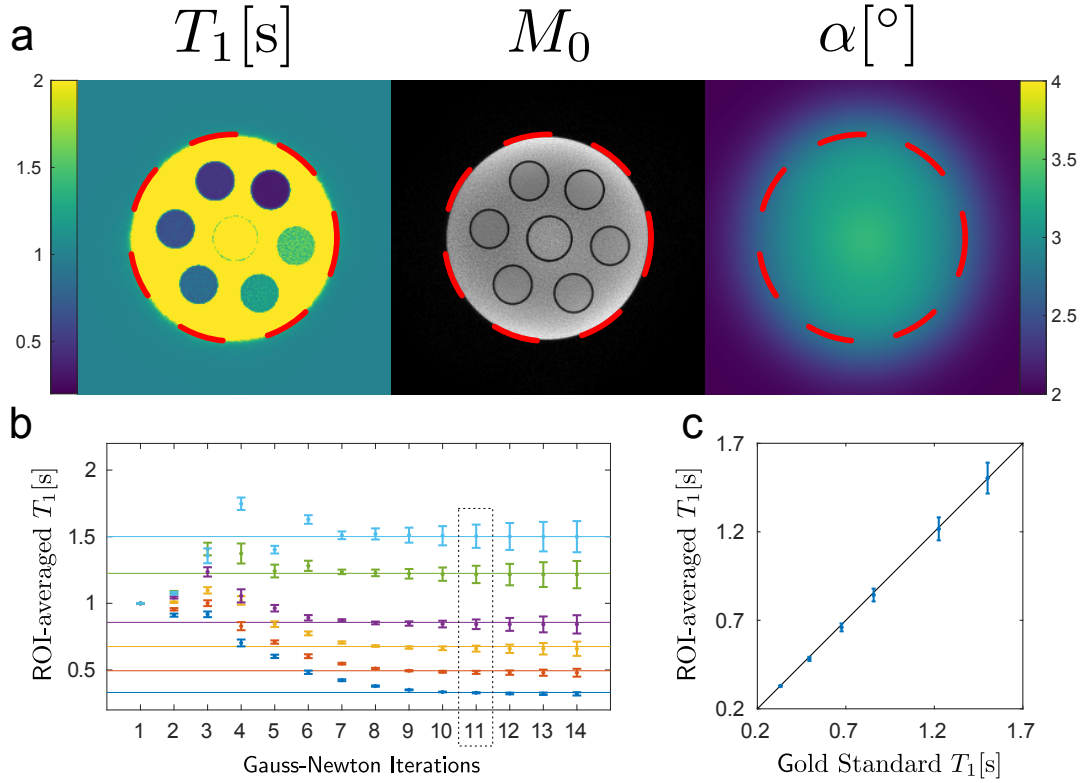 a
T₁[s] M₀ α[°]
2
1.5
1
0.5
4
3.5
3
2.5
2
b
ROI-averaged T₁[s]
2
1.5
1
0.5
1 2 3 4 5 6 7 8 9 10 11 12 13 14
Gauss-Newton Iterations
c
ROI-averaged T₁[s]
1.7
1.2
0.7
0.2
0.2 0.7 1.2 1.7
Gold Standard T₁[s]